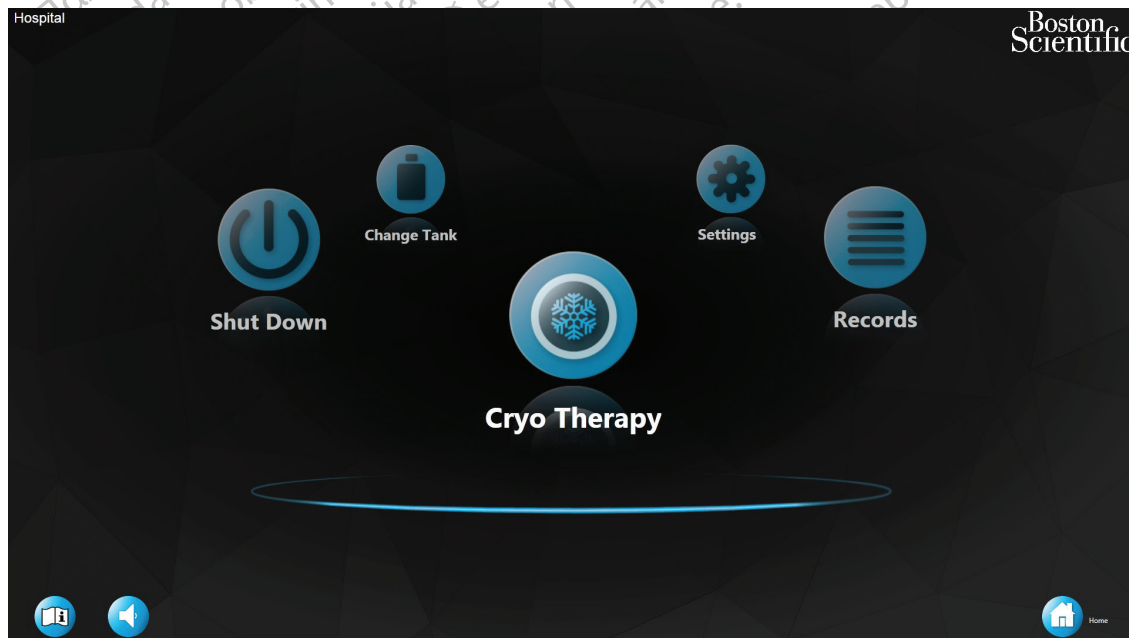 Hospital
Boston
Scientific
Change Tank
Settings
Shut Down
Records
Cryo Therapy
Home